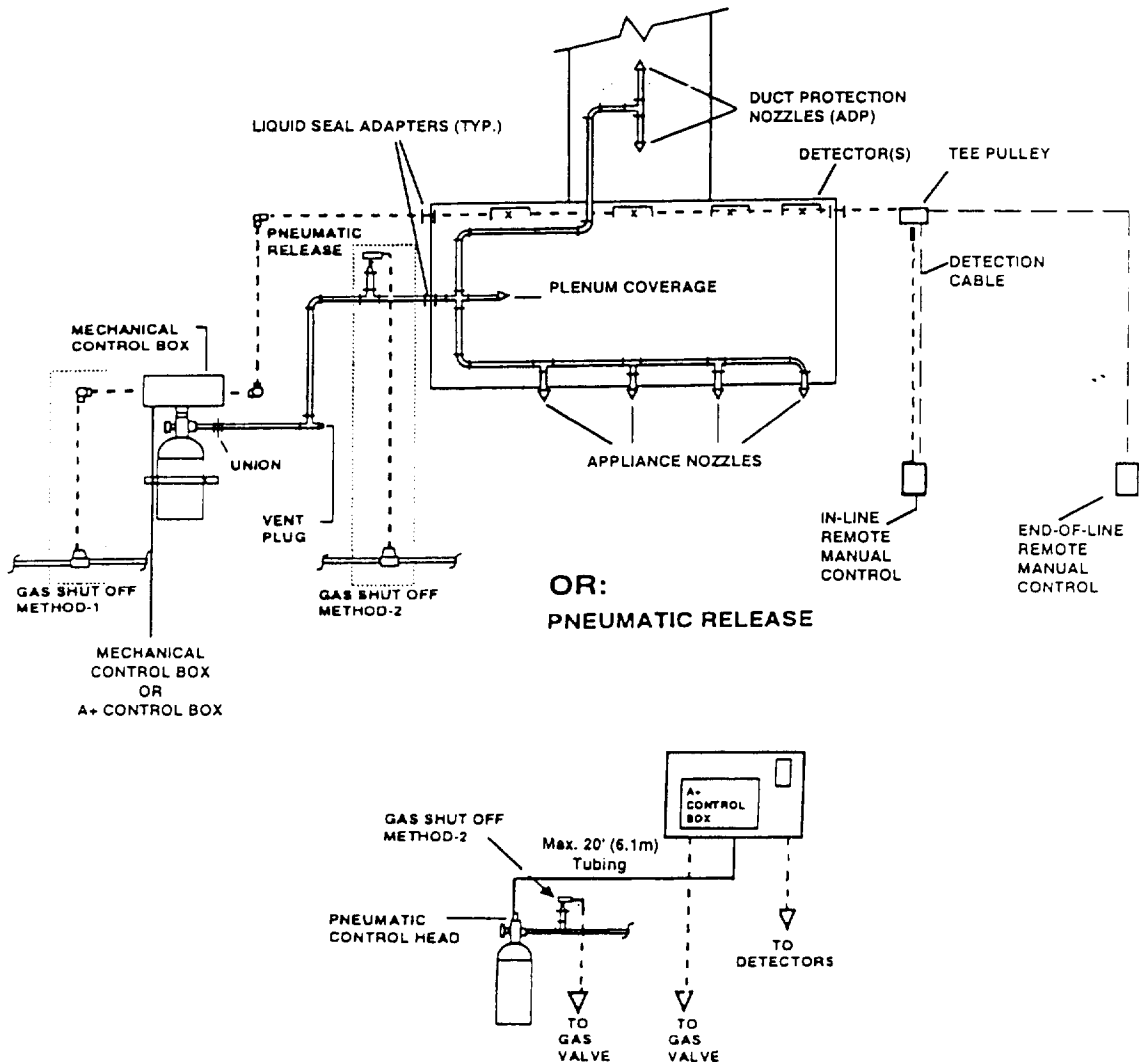 DUCT PROTECTION
NOZZLES (ADP)
LIQUID SEAL ADAPTERS (TYP.)
DETECTOR(S)
TEE PULLEY
x
x
x
x
PNEUMATIC
RELEASE
DETECTION
CABLE
PLENUM COVERAGE
MECHANICAL
CONTROL BOX
UNION
APPLIANCE NOZZLES
VENT
PLUG
IN-LINE
REMOTE
MANUAL
CONTROL
END-OF-LINE
REMOTE
MANUAL
CONTROL
GAS SHUT OFF
METHOD-1
GAS SHUT OFF
METHOD-2
OR:
PNEUMATIC RELEASE
MECHANICAL
CONTROL BOX
OR
A+ CONTROL BOX
A+
CONTROL
BOX
GAS SHUT OFF
METHOD-2
Max. 20' (6.1m)
Tubing
PNEUMATIC
CONTROL HEAD
TO
DETECTORS
TO
GAS
VALVE
TO
GAS
VALVE